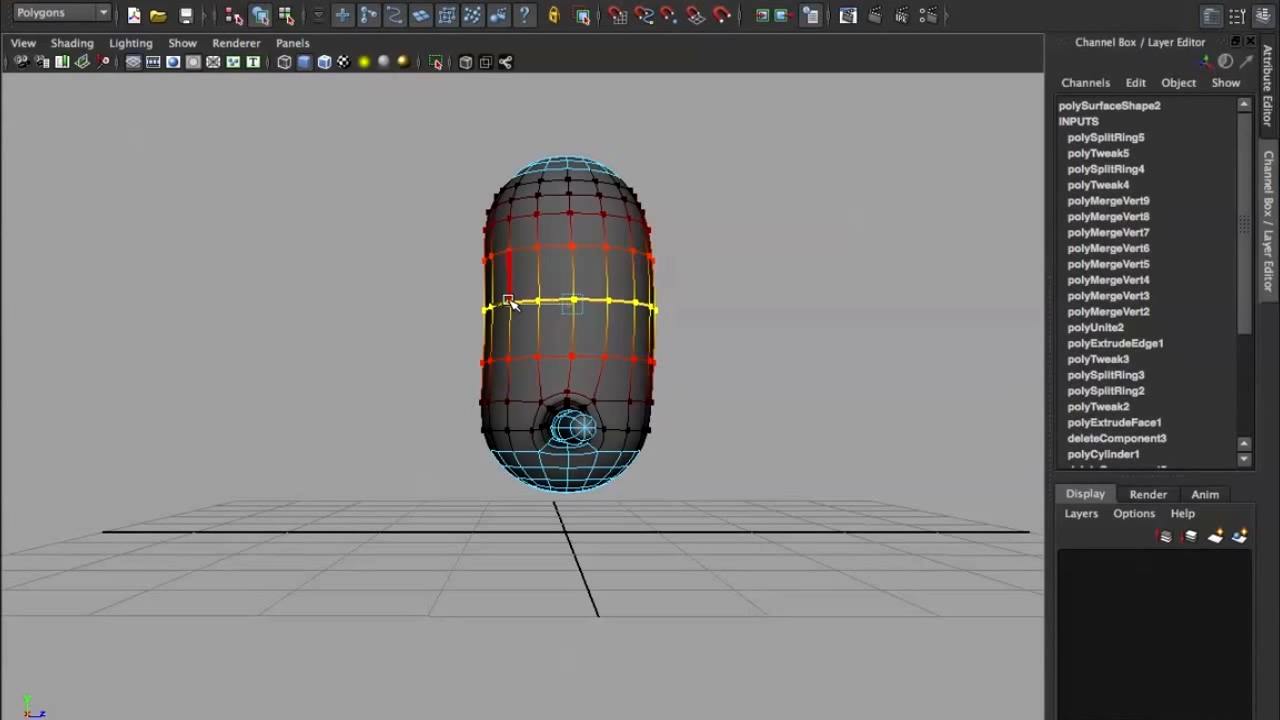 Polygons
View Shading Lighting Show Renderer Panels
Channel Box / Layer Editor
Channels Edit Object Show
polySurfaceShape2
INPUTS
polySplitRing5
polyTweak5
polySplitRing4
polyTweak4
polyMergeVert9
polyMergeVert8
polyMergeVert7
polyMergeVert6
polyMergeVert5
polyMergeVert4
polyMergeVert3
polyMergeVert2
polyUnite2
polyExtrudeEdge1
polyTweak3
polySplitRing3
polySplitRing2
polyTweak2
polyExtrudeFace1
deleteComponent3
polyCylinder1
Display Render Anim
Layers Options Help
Attribute Editor
Channel Box / Layer Editor